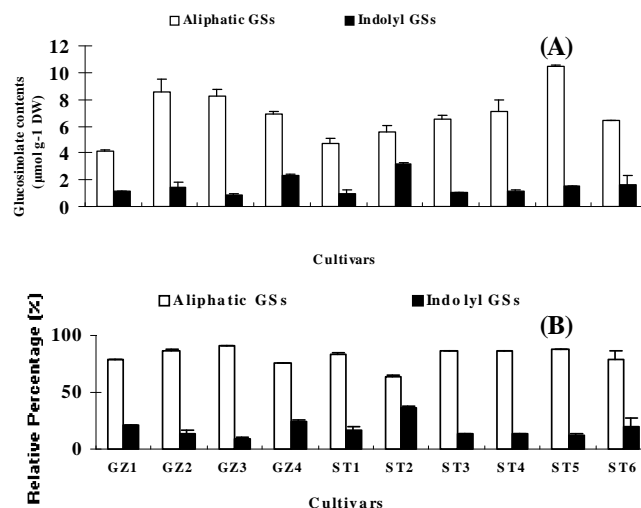 Aliphatic GSs Indolyl GSs
(A)
12
10
8
6
4
2
0
Glucosinolate contents
(μmol g-1 DW)
Cultivars
Aliphatic GSs Indolyl GSs
(B)
100
50
0
Relative Percentage (%)
GZ1 GZ2 GZ3 GZ4 ST1 ST2 ST3 ST4 ST5 ST6
Cultivars